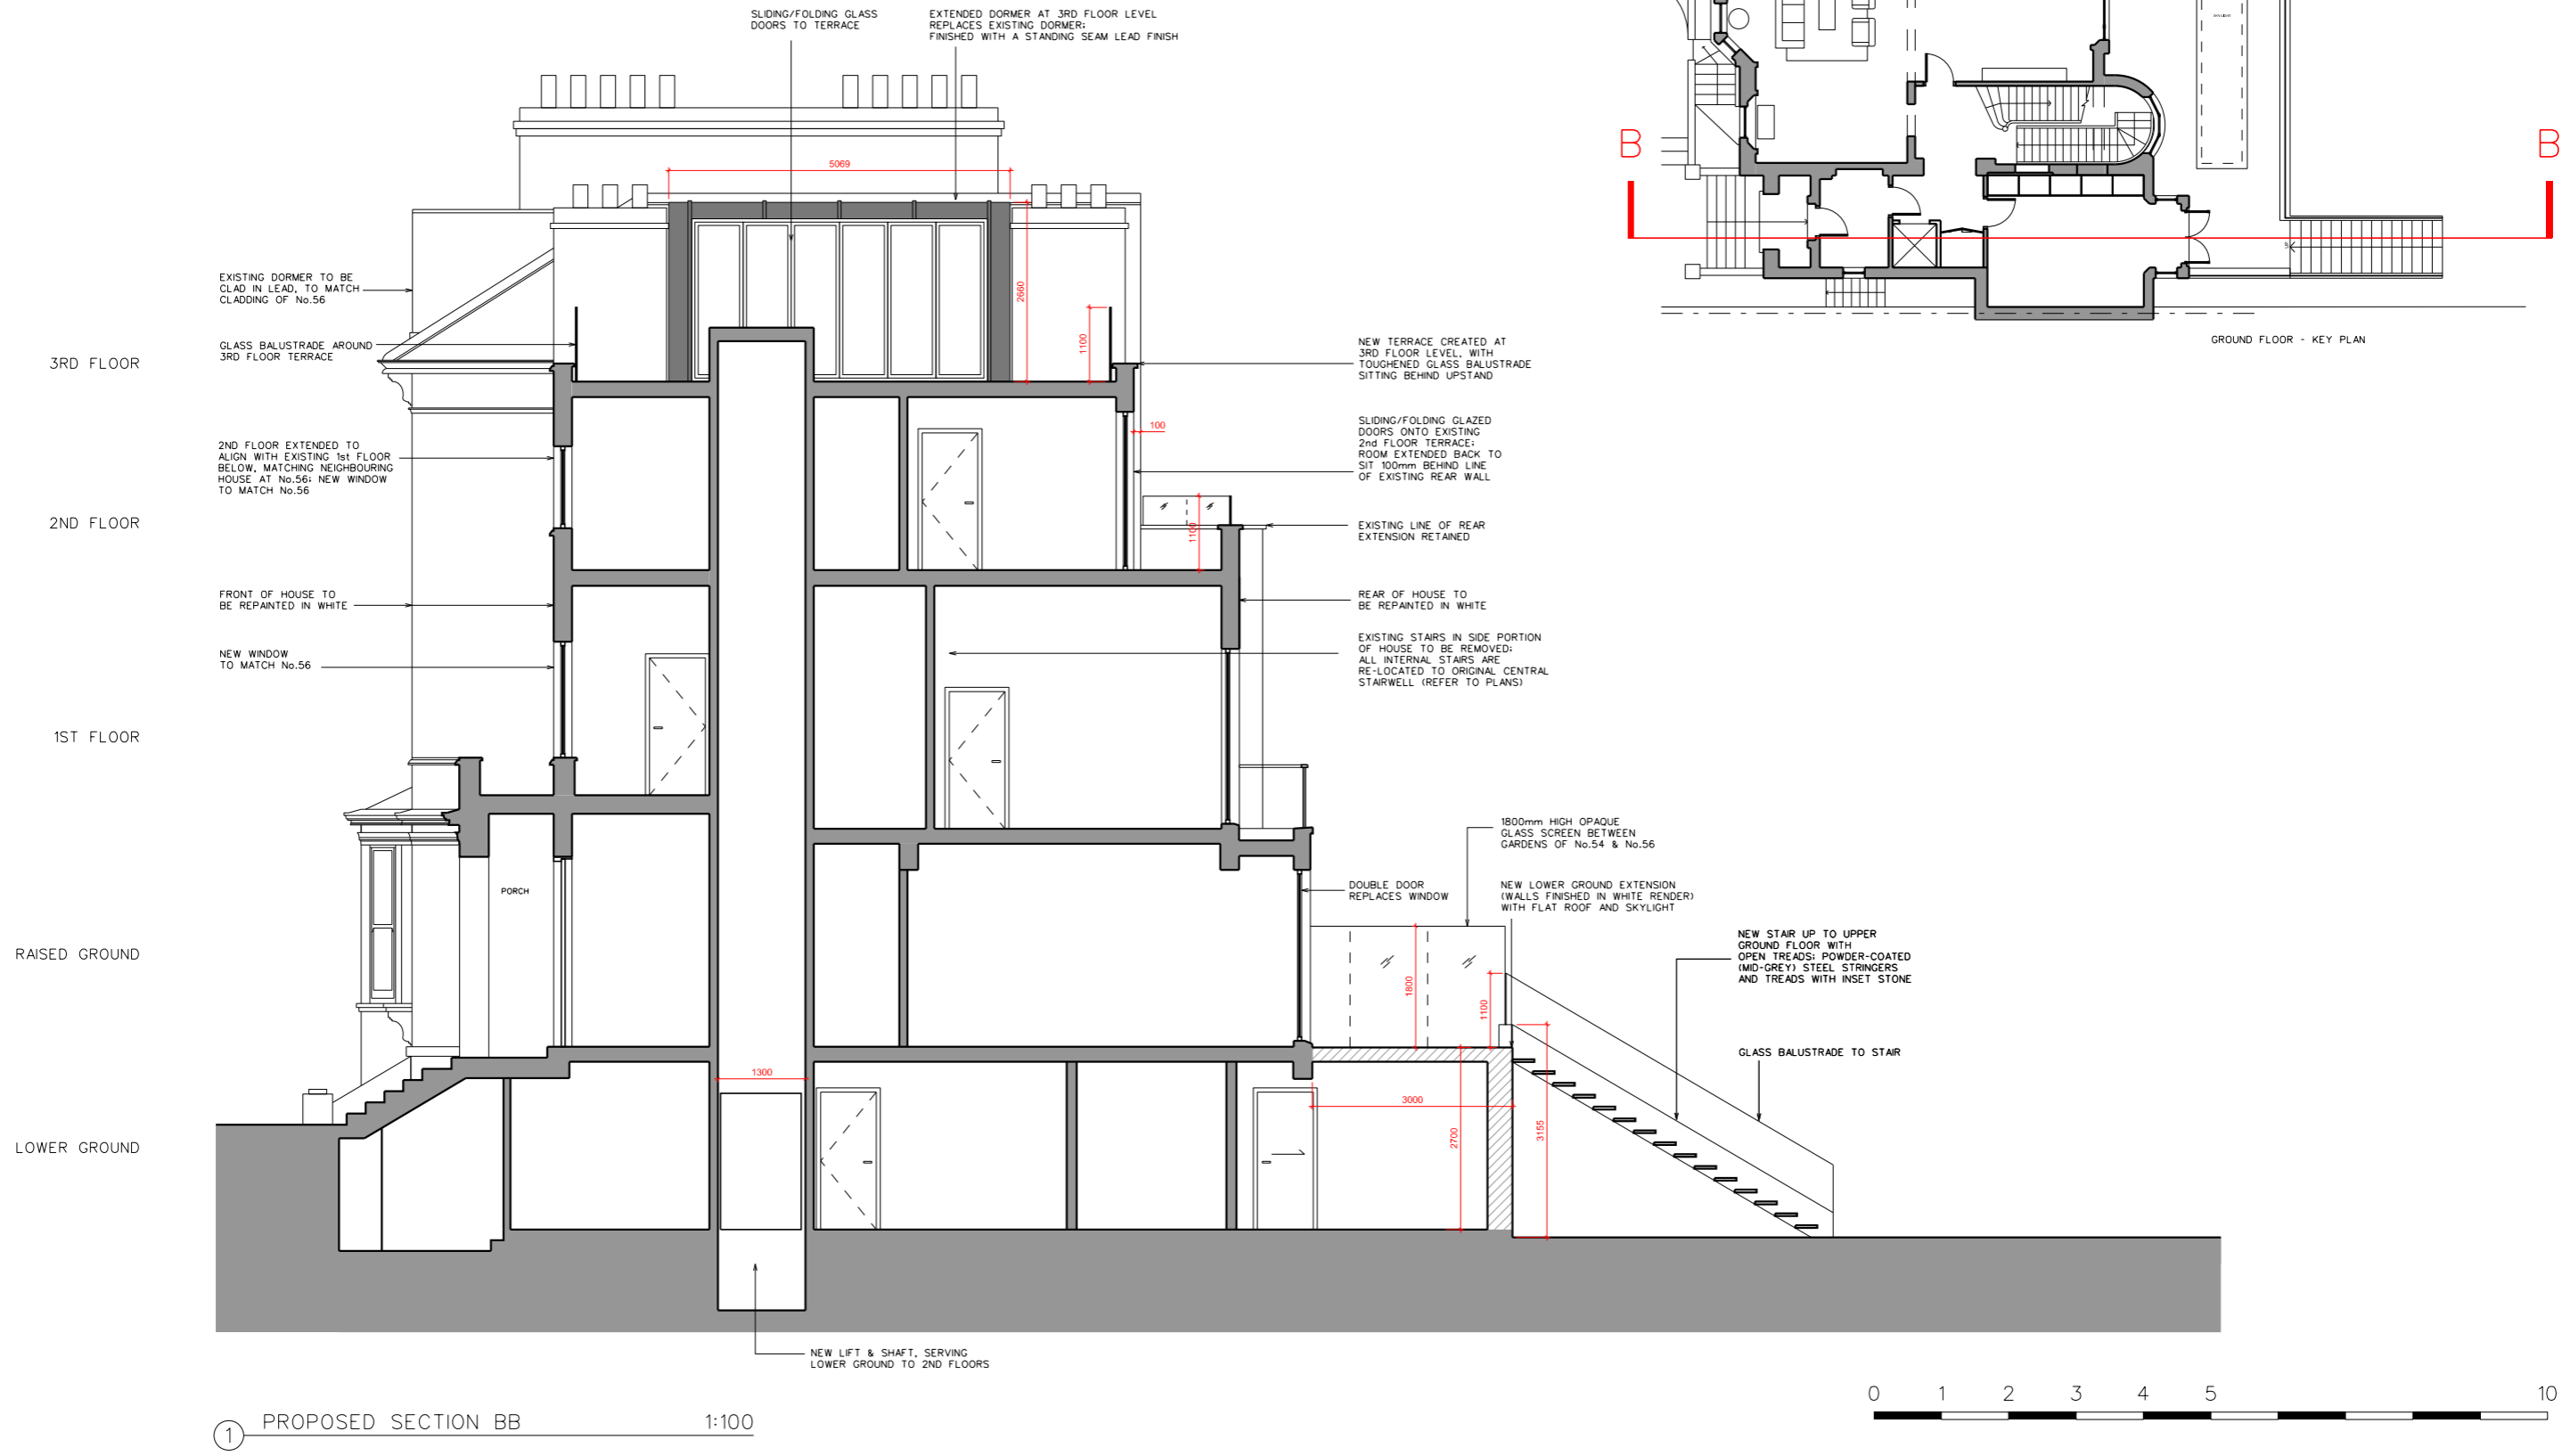 SLIDING/FOLDING GLASS
DOORS TO TERRACE
EXTENDED DORMER AT 3RD FLOOR LEVEL
REPLACES EXISTING DORMER;
FINISHED WITH A STANDING SEAM LEAD FINISH
5069
2660
1100
EXISTING DORMER TO BE
CLAD IN LEAD, TO MATCH
CLADDING OF No.56
GLASS BALUSTRADE AROUND
3RD FLOOR TERRACE
3RD FLOOR
2ND FLOOR EXTENDED TO
ALIGN WITH EXISTING 1st FLOOR
BELOW, MATCHING NEIGHBOURING
HOUSE AT No.56; NEW WINDOW
TO MATCH No.56
2ND FLOOR
FRONT OF HOUSE TO
BE REPAINTED IN WHITE
NEW WINDOW
TO MATCH No.56
1ST FLOOR
PORCH
RAISED GROUND
LOWER GROUND
NEW TERRACE CREATED AT
3RD FLOOR LEVEL, WITH
TOUGHENED GLASS BALUSTRADE
SITTING BEHIND UPSTAND
100
SLIDING/FOLDING GLAZED
DOORS ONTO EXISTING
2nd FLOOR TERRACE;
ROOM EXTENDED BACK TO
SIT 100mm BEHIND LINE
OF EXISTING REAR WALL
1100
EXISTING LINE OF REAR
EXTENSION RETAINED
REAR OF HOUSE TO
BE REPAINTED IN WHITE
EXISTING STAIRS IN SIDE PORTION
OF HOUSE TO BE REMOVED;
ALL INTERNAL STAIRS ARE
RE-LOCATED TO ORIGINAL CENTRAL
STAIRWELL (REFER TO PLANS)
1800mm HIGH OPAQUE
GLASS SCREEN BETWEEN
GARDENS OF No.54 & No.56
DOUBLE DOOR
REPLACES WINDOW
NEW LOWER GROUND EXTENSION
(WALLS FINISHED IN WHITE RENDER)
WITH FLAT ROOF AND SKYLIGHT
NEW STAIR UP TO UPPER
GROUND FLOOR WITH
OPEN TREADS; POWDER-COATED
(MID-GREY) STEEL STRINGERS
AND TREADS WITH INSET STONE
GLASS BALUSTRADE TO STAIR
1800
1100
1300
3000
2700
3155
NEW LIFT & SHAFT, SERVING
LOWER GROUND TO 2ND FLOORS
1 PROPOSED SECTION BB 1:100
B
B
SKYLIGHT
UP
GROUND FLOOR - KEY PLAN
0 1 2 3 4 5 10